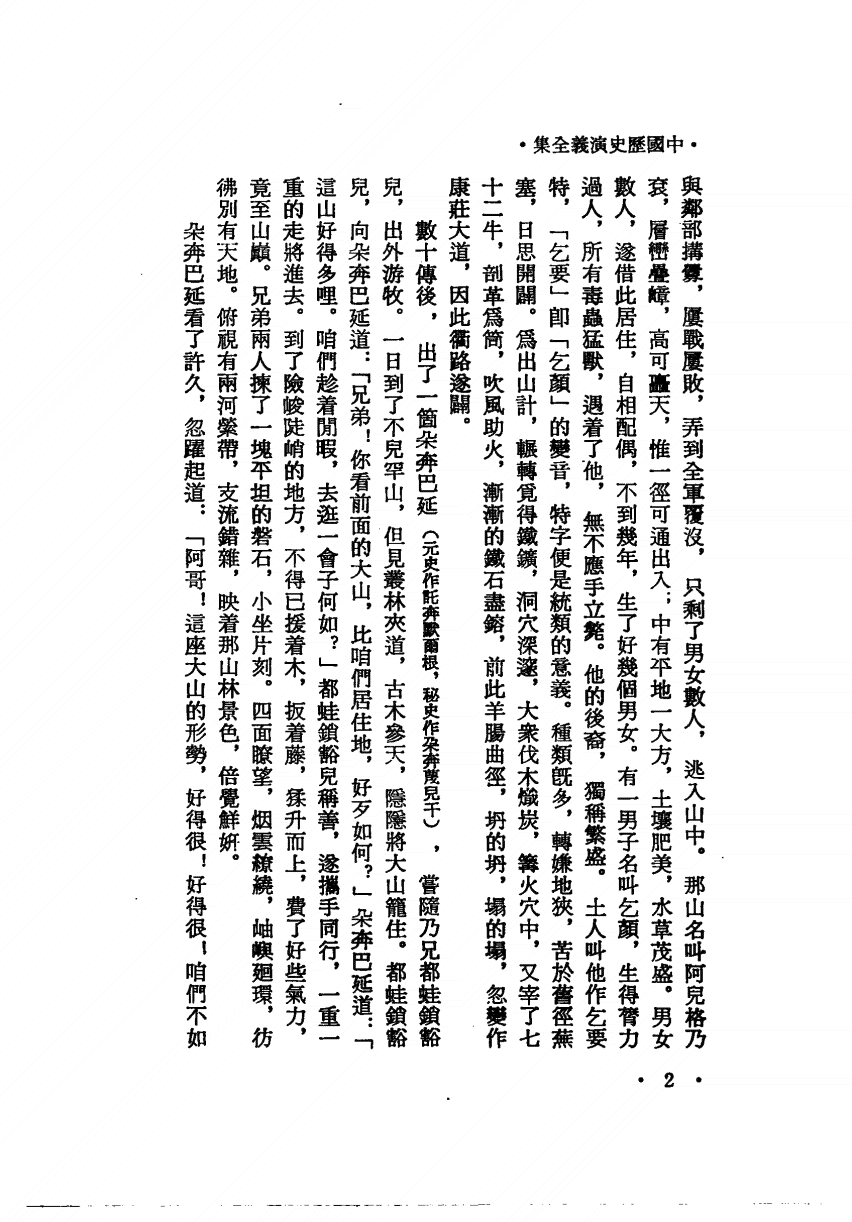 •中國歷史演義全集•
與鄰部搆釁，屢戰屢敗，弄到全軍覆沒，只剩了男女數人，逃入山中。那山名叫阿兒格乃
袞，層巒疊嶂，高可矗天，惟一徑可通出入；中有平地一大方，土壤肥美，水草茂盛。男女
數人，遂借此居住，自相配偶，不到幾年，生了好幾個男女。有一男子名叫乞顏，生得膂力
過人，所有毒蟲猛獸，遇着了他，無不應手立斃。他的後裔，獨稱繁盛。土人叫他作乞要
特，「乞要」卽「乞顏」的變音，特字便是統類的意義。種類旣多，轉嫌地狹，苦於舊徑蕪
塞，日思開闢。爲出山計，輾轉覓得鐵鑛，洞穴深邃，大衆伐木熾炭，篝火穴中，又宰了七
十二牛，剖革爲筒，吹風助火，漸漸的鐵石盡鎔，前此羊腸曲徑，坍的坍，塌的塌，忽變作
康莊大道，因此衢路遂闢。
數十傳後，出了一箇朵奔巴延（元史作託奔默爾根，秘史作朶奔蔑兒干），嘗隨乃兄都蛙鎖豁
兒，出外游牧。一日到了不兒罕山，但見叢林夾道，古木參天，隱隱將大山籠住。都蛙鎖豁
兒，向朵奔巴延道：「兄弟！你看前面的大山，比咱們居住地，好歹如何？」朵奔巴延道：「
這山好得多哩。咱們趁着閒暇，去逛一會子何如？」都蛙鎖豁兒稱善，遂攜手同行，一重一
重的走將進去。到了險峻陡峭的地方，不得已援着木，扳着藤，猱升而上，費了好些氣力，
竟至山巔。兄弟兩人揀了一塊平坦的磐石，小坐片刻。四面瞭望，烟雲繚繞，岫嶼廻環，彷
彿別有天地。俯視有兩河縈帶，支流錯雜，映着那山林景色，倍覺鮮妍。
朵奔巴延看了許久，忽躍起道：「阿哥！這座大山的形勢，好得很！好得很！咱們不如
• 2 •